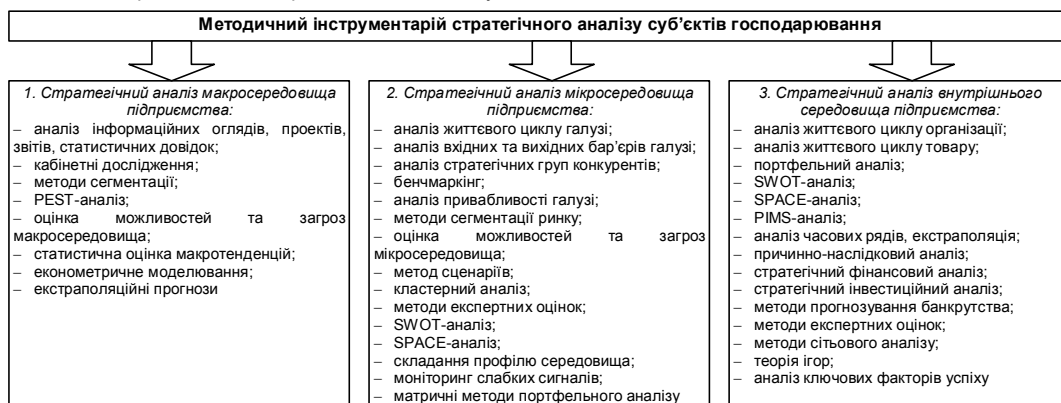 Методичний інструментарій стратегічного аналізу суб’єктів господарювання
1. Стратегічний аналіз макросередовища
підприємства:
– аналіз інформаційних оглядів, проектів,
звітів, статистичних довідок;
– кабінетні дослідження;
– методи сегментації;
– PEST-аналіз;
– оцінка можливостей та загроз
макросередовища;
– статистична оцінка макротенденцій;
– економетричне моделювання;
– екстраполяційні прогнози
2. Стратегічний аналіз мікросередовища
підприємства:
– аналіз життєвого циклу галузі;
– аналіз вхідних та вихідних бар’єрів галузі;
– аналіз стратегічних груп конкурентів;
– бенчмаркінг;
– аналіз привабливості галузі;
– методи сегментації ринку;
– оцінка можливостей та загроз
мікросередовища;
– метод сценаріїв;
– кластерний аналіз;
– методи експертних оцінок;
– SWOT-аналіз;
– SPACE-аналіз;
– складання профілю середовища;
– моніторинг слабких сигналів;
– матричні методи портфельного аналізу
3. Стратегічний аналіз внутрішнього
середовища підприємства:
– аналіз життєвого циклу організації;
– аналіз життєвого циклу товару;
– портфельний аналіз;
– SWOT-аналіз;
– SPACE-аналіз;
– PIMS-аналіз;
– аналіз часових рядів, екстраполяція;
– причинно-наслідковий аналіз;
– стратегічний фінансовий аналіз;
– стратегічний інвестиційний аналіз;
– методи прогнозування банкрутства;
– методи експертних оцінок;
– методи сітьового аналізу;
– теорія ігор;
– аналіз ключових факторів успіху